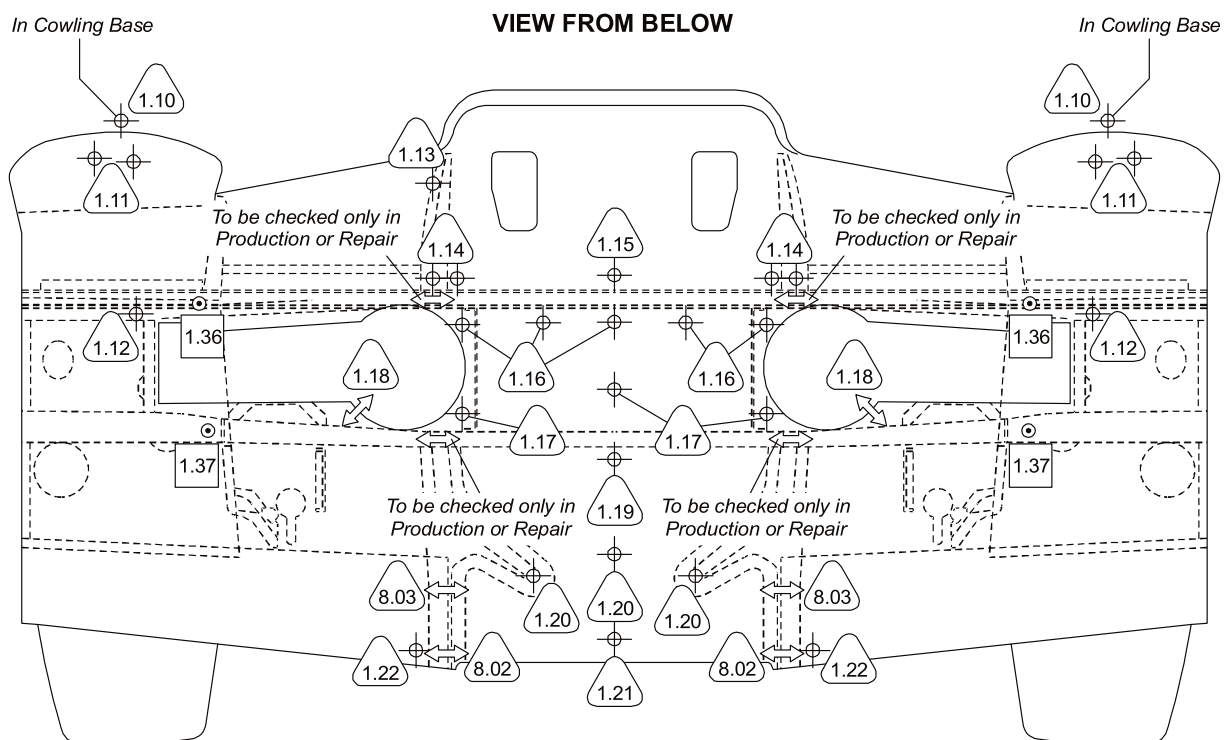 VIEW FROM BELOW
In Cowling Base
In Cowling Base
1.10
1.10
1.13
1.11
1.11
To be checked only in
Production or Repair
To be checked only in
Production or Repair
1.14
1.15
1.14
1.36
1.36
1.12
1.12
1.18
1.16
1.16
1.18
1.17
1.17
1.37
1.37
To be checked only in
Production or Repair
To be checked only in
Production or Repair
1.19
8.03
8.03
1.20
1.20
1.20
1.22
8.02
8.02
1.22
1.21